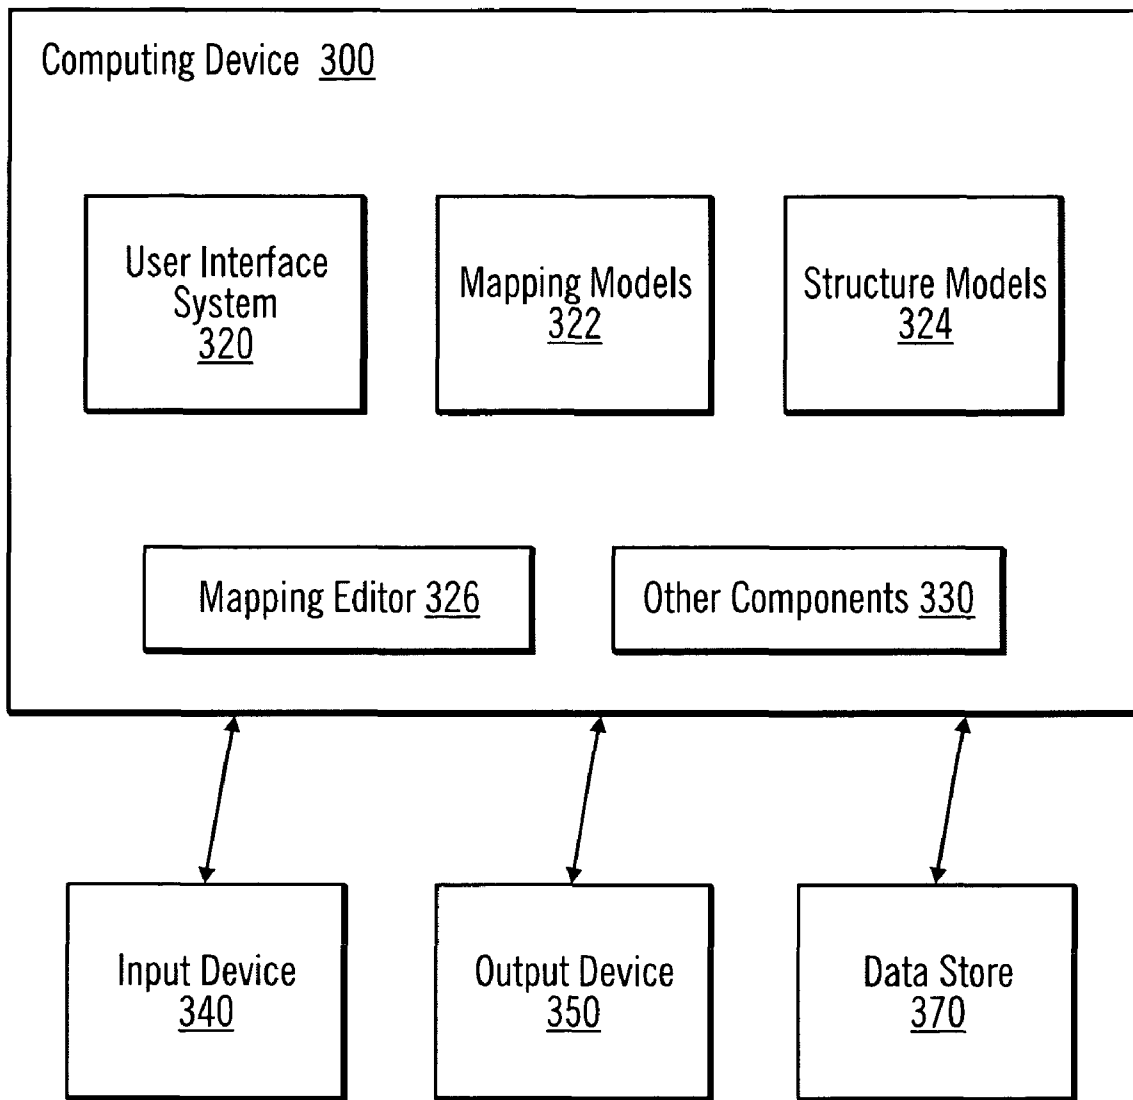 Computing Device 300
User Interface
System
320
Mapping Models
322
Structure Models
324
Mapping Editor 326
Other Components 330
Input Device
340
Output Device
350
Data Store
370